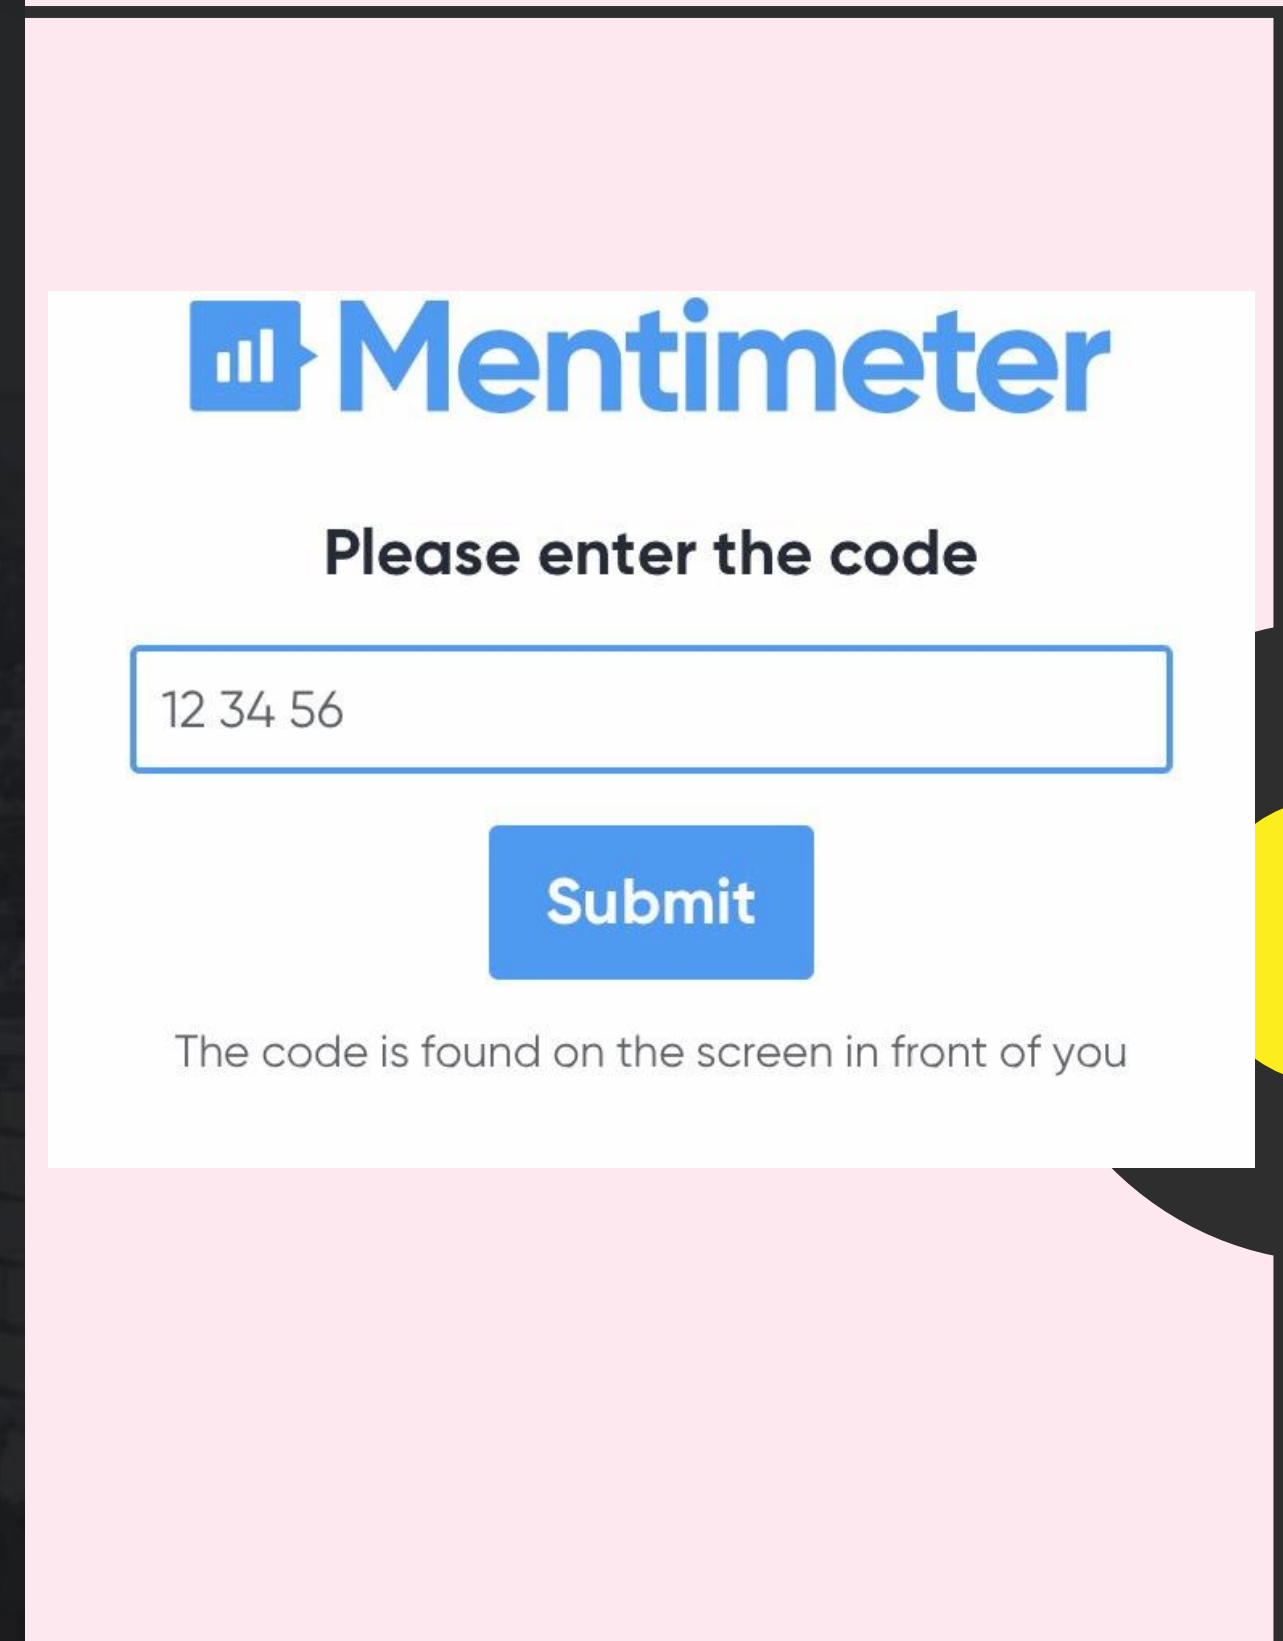 Mentimeter
Please enter the code
12 34 56
Submit
The code is found on the screen in front of you